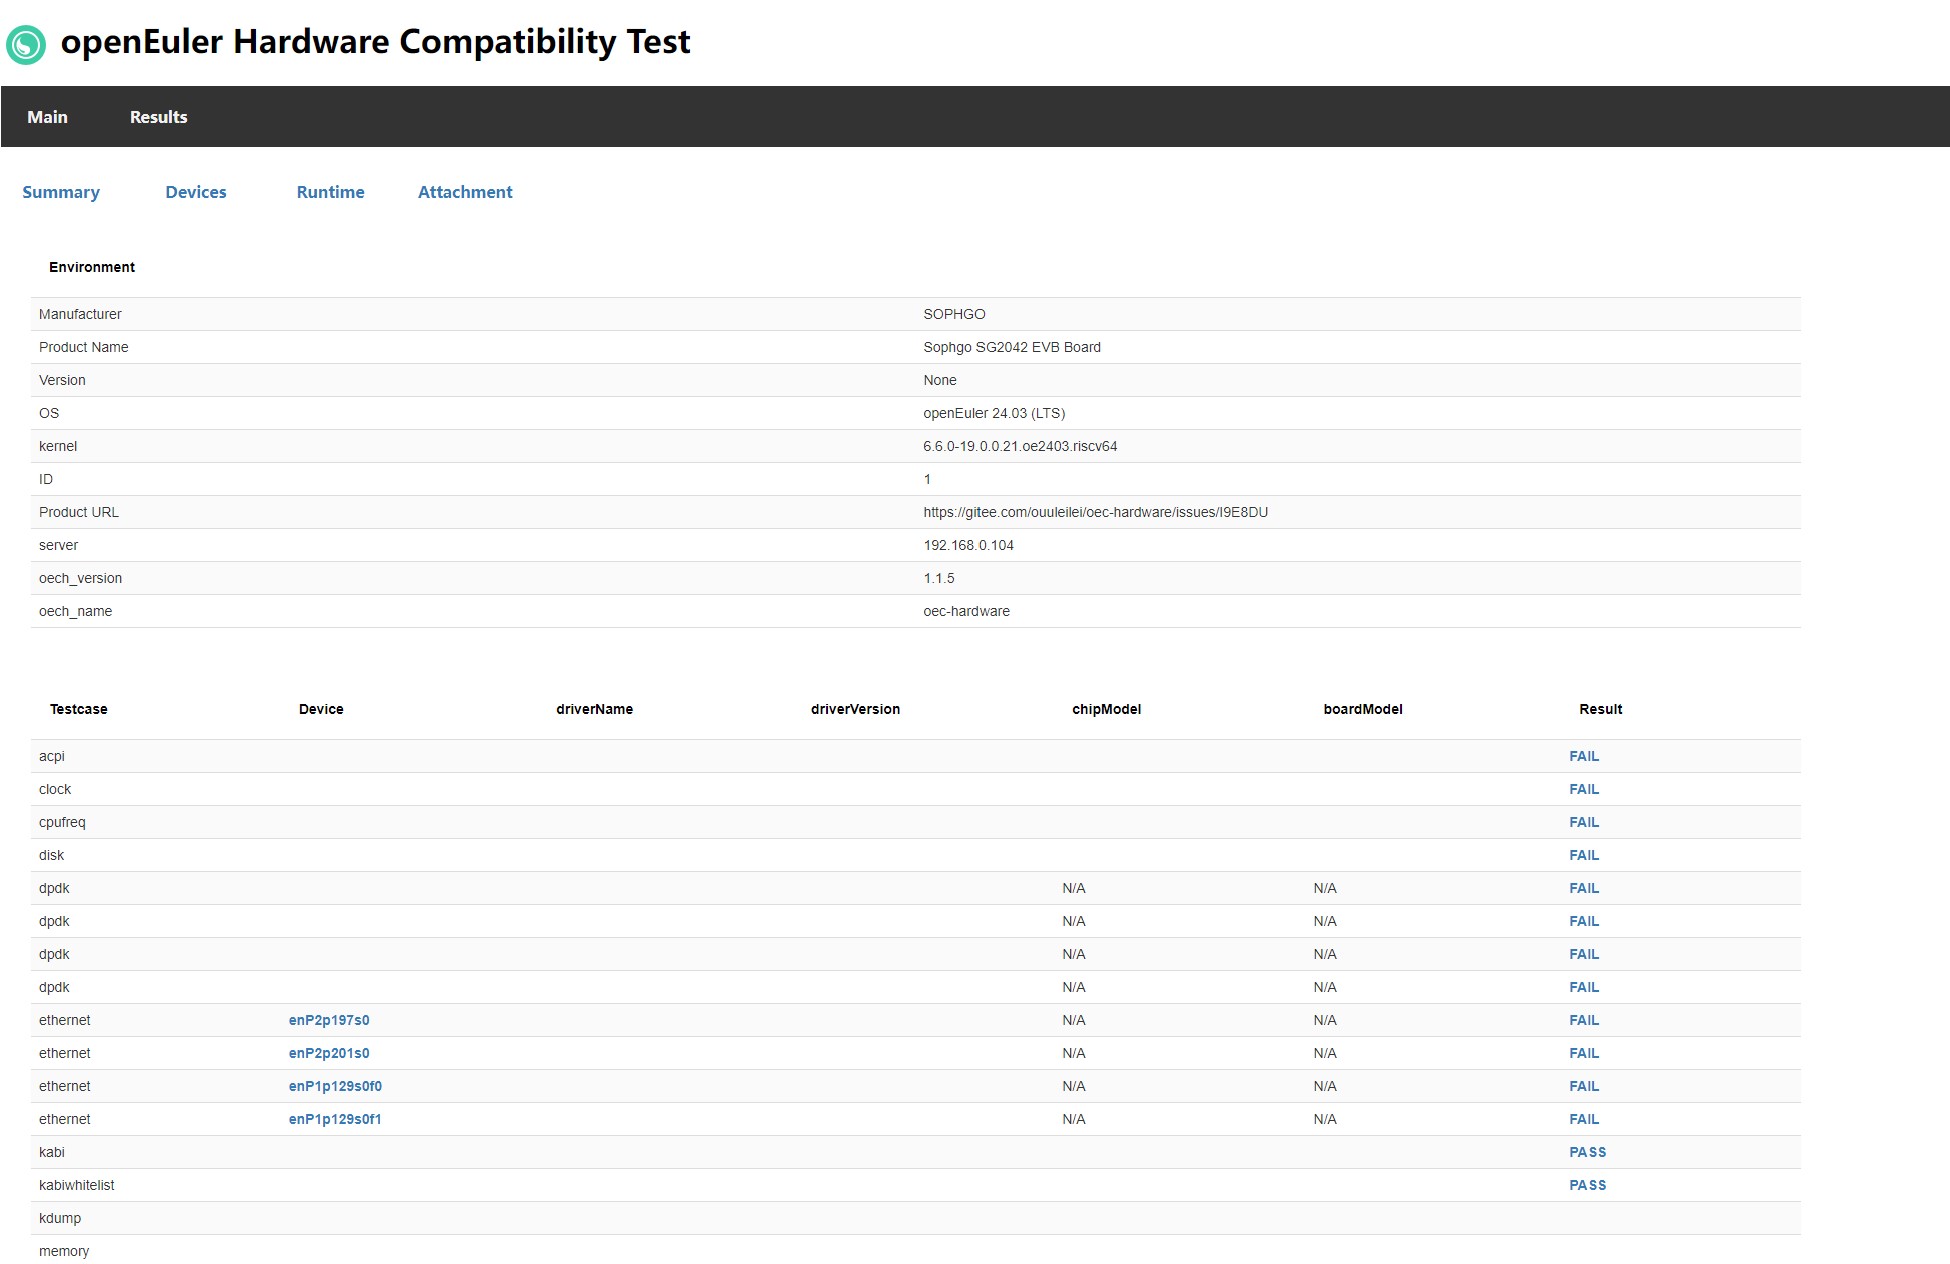 openEuler Hardware Compatibility Test
Main Results
Summary Devices Runtime Attachment
Environment
Manufacturer SOPHGO
Product Name Sophgo SG2042 EVB Board
Version None
OS openEuler 24.03 (LTS)
kernel 6.6.0-19.0.0.21.oe2403.riscv64
ID 1
Product URL https://gitee.com/ouuleilei/oec-hardware/issues/I9E8DU
server 192.168.0.104
oech_version 1.1.5
oech_name oec-hardware
Testcase Device driverName driverVersion chipModel boardModel Result
acpi FAIL
clock FAIL
cpufreq FAIL
disk FAIL
dpdk N/A N/A FAIL
dpdk N/A N/A FAIL
dpdk N/A N/A FAIL
dpdk N/A N/A FAIL
ethernet enP2p197s0 N/A N/A FAIL
ethernet enP2p201s0 N/A N/A FAIL
ethernet enP1p129s0f0 N/A N/A FAIL
ethernet enP1p129s0f1 N/A N/A FAIL
kabi PASS
kabiwhitelist PASS
kdump
memory